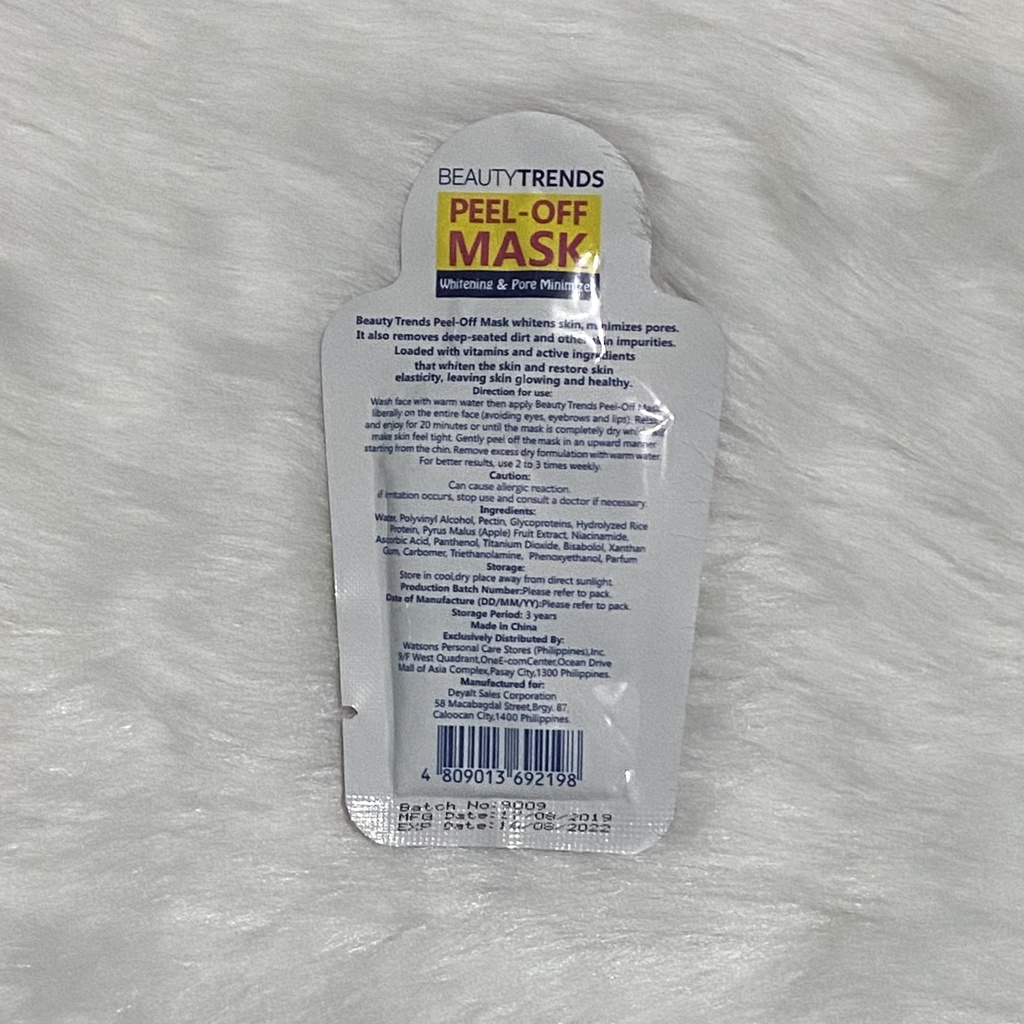 BEAUTYTRENDS
PEEL-OFF
MASK
Whitening & Pore Minimizer
Beauty Trends Peel-Off Mask whitens skin, minimizes pores.
It also removes deep-seated dirt and other skin impurities.
Loaded with vitamins and active ingredients
that whiten the skin and restore skin
elasticity, leaving skin glowing and healthy.
Direction for use:
Wash face with warm water then apply Beauty Trends Peel-Off Mask
liberally on the entire face (avoiding eyes, eyebrows and lips). Relax
and enjoy for 20 minutes or until the mask is completely dry which
make skin feel tight. Gently peel off the mask in an upward manner
starting from the chin. Remove excess dry formulation with warm water.
For better results, use 2 to 3 times weekly.
Caution:
Can cause allergic reaction.
if irritation occurs, stop use and consult a doctor if necessary.
Ingredients:
Water, Polyvinyl Alcohol, Pectin, Glycoproteins, Hydrolyzed Rice
Protein, Pyrus Malus (Apple) Fruit Extract, Niacinamide,
Ascorbic Acid, Panthenol, Titanium Dioxide, Bisabolol, Xanthan
Gum, Carbomer, Triethanolamine, Phenoxyethanol, Parfum
Storage:
Store in cool,dry place away from direct sunlight.
Production Batch Number:Please refer to pack.
Date of Manufacture (DD/MM/YY):Please refer to pack.
Storage Period: 3 years
Made in China
Exclusively Distributed By:
Watsons Personal Care Stores (Philippines),Inc.
9/F West Quadrant,OneE-comCenter,Ocean Drive
Mall of Asia Complex,Pasay City,1300 Philippines.
Manufactured for:
Deyalt Sales Corporation
58 Macabagdal Street,Brgy. 87,
Caloocan City,1400 Philippines.
4 809013 692198
Batch No:9009
MFG Date: /08/2019
EXP Date: /08/2022